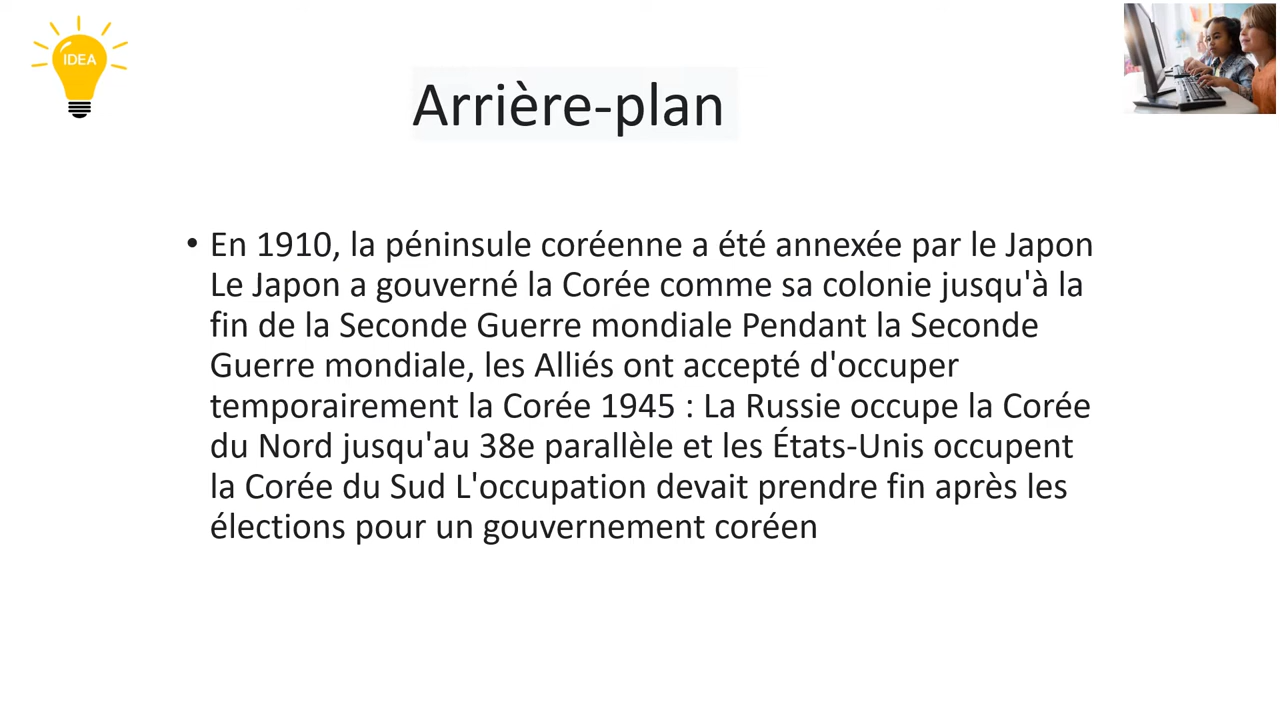 IDEA
Arrière-plan
• En 1910, la péninsule coréenne a été annexée par le Japon
Le Japon a gouverné la Corée comme sa colonie jusqu'à la
fin de la Seconde Guerre mondiale Pendant la Seconde
Guerre mondiale, les Alliés ont accepté d'occuper
temporairement la Corée 1945 : La Russie occupe la Corée
du Nord jusqu'au 38e parallèle et les États-Unis occupent
la Corée du Sud L'occupation devait prendre fin après les
élections pour un gouvernement coréen